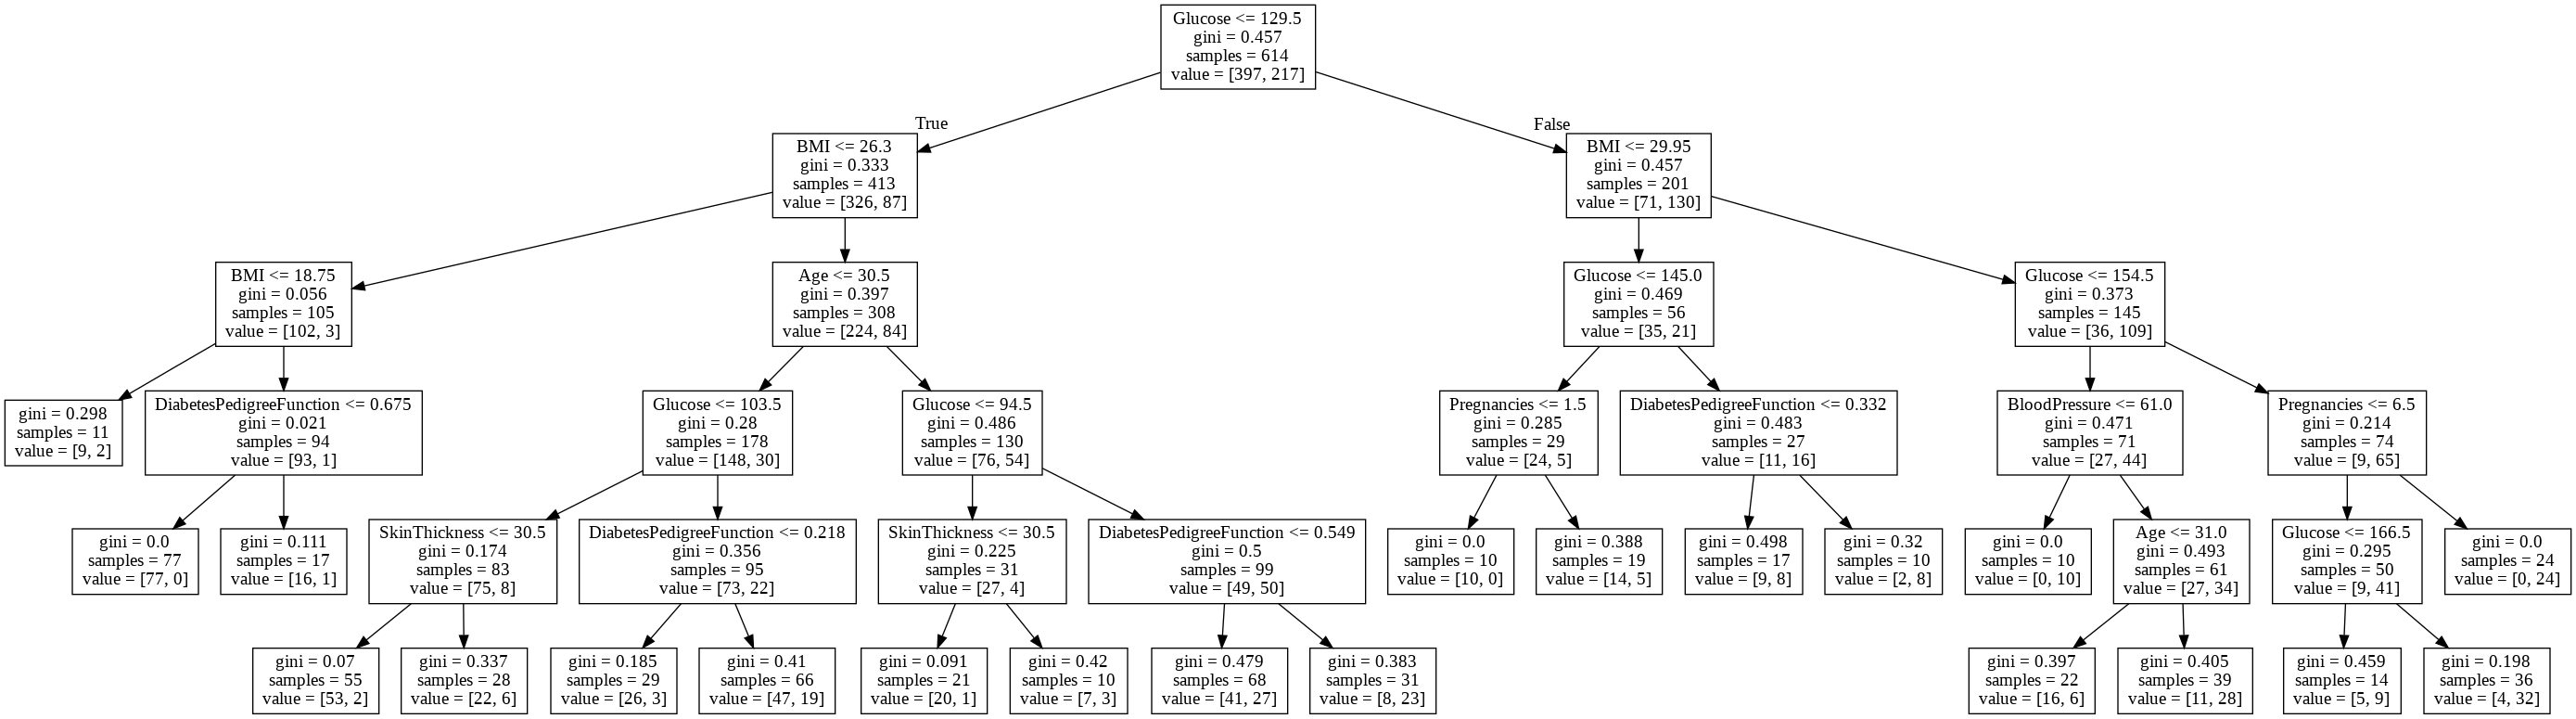 Glucose <= 129.5
gini = 0.457
samples = 614
value = [397, 217]
True
False
BMI <= 26.3
gini = 0.333
samples = 413
value = [326, 87]
BMI <= 29.95
gini = 0.457
samples = 201
value = [71, 130]
BMI <= 18.75
gini = 0.056
samples = 105
value = [102, 3]
Age <= 30.5
gini = 0.397
samples = 308
value = [224, 84]
Glucose <= 145.0
gini = 0.469
samples = 56
value = [35, 21]
Glucose <= 154.5
gini = 0.373
samples = 145
value = [36, 109]
gini = 0.298
samples = 11
value = [9, 2]
DiabetesPedigreeFunction <= 0.675
gini = 0.021
samples = 94
value = [93, 1]
Glucose <= 103.5
gini = 0.28
samples = 178
value = [148, 30]
Glucose <= 94.5
gini = 0.486
samples = 130
value = [76, 54]
Pregnancies <= 1.5
gini = 0.285
samples = 29
value = [24, 5]
DiabetesPedigreeFunction <= 0.332
gini = 0.483
samples = 27
value = [11, 16]
BloodPressure <= 61.0
gini = 0.471
samples = 71
value = [27, 44]
Pregnancies <= 6.5
gini = 0.214
samples = 74
value = [9, 65]
gini = 0.0
samples = 77
value = [77, 0]
gini = 0.111
samples = 17
value = [16, 1]
SkinThickness <= 30.5
gini = 0.174
samples = 83
value = [75, 8]
DiabetesPedigreeFunction <= 0.218
gini = 0.356
samples = 95
value = [73, 22]
SkinThickness <= 30.5
gini = 0.225
samples = 31
value = [27, 4]
DiabetesPedigreeFunction <= 0.549
gini = 0.5
samples = 99
value = [49, 50]
gini = 0.0
samples = 10
value = [10, 0]
gini = 0.388
samples = 19
value = [14, 5]
gini = 0.498
samples = 17
value = [9, 8]
gini = 0.32
samples = 10
value = [2, 8]
gini = 0.0
samples = 10
value = [0, 10]
Age <= 31.0
gini = 0.493
samples = 61
value = [27, 34]
Glucose <= 166.5
gini = 0.295
samples = 50
value = [9, 41]
gini = 0.0
samples = 24
value = [0, 24]
gini = 0.07
samples = 55
value = [53, 2]
gini = 0.337
samples = 28
value = [22, 6]
gini = 0.185
samples = 29
value = [26, 3]
gini = 0.41
samples = 66
value = [47, 19]
gini = 0.091
samples = 21
value = [20, 1]
gini = 0.42
samples = 10
value = [7, 3]
gini = 0.479
samples = 68
value = [41, 27]
gini = 0.383
samples = 31
value = [8, 23]
gini = 0.397
samples = 22
value = [16, 6]
gini = 0.405
samples = 39
value = [11, 28]
gini = 0.459
samples = 14
value = [5, 9]
gini = 0.198
samples = 36
value = [4, 32]